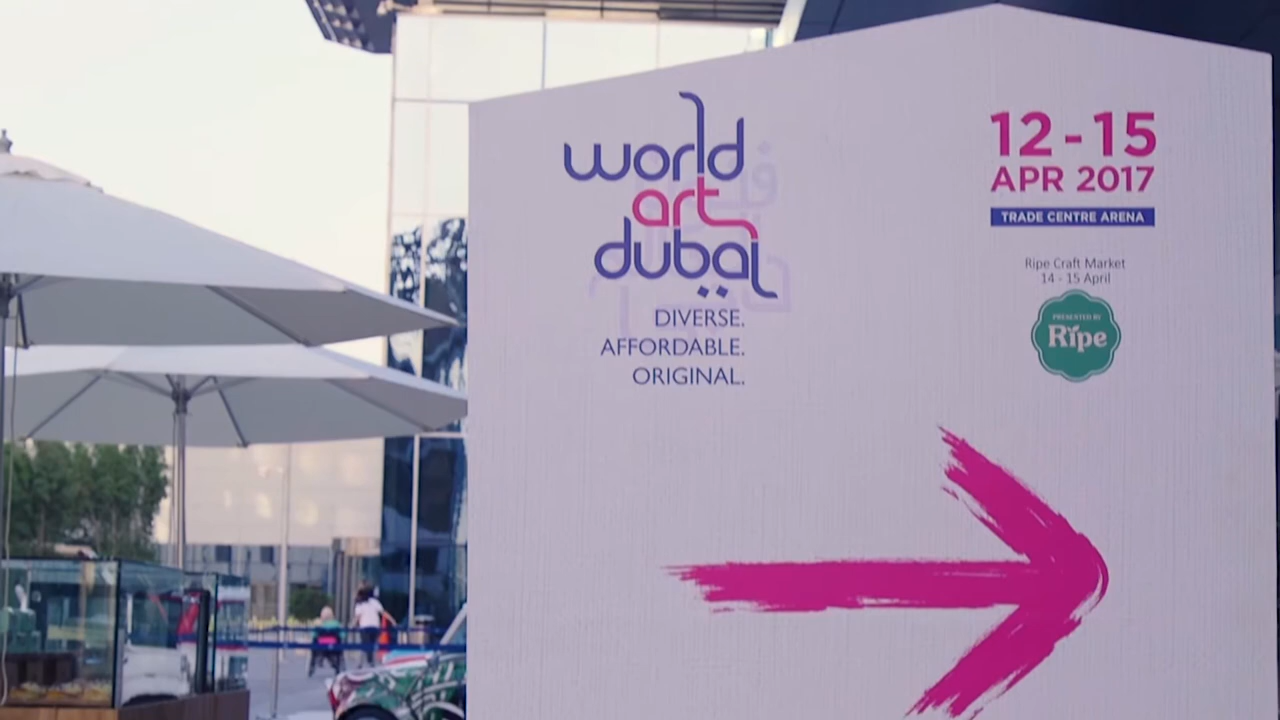 world
art
dubai
DIVERSE.
AFFORDABLE.
ORIGINAL.
12 - 15
APR 2017
TRADE CENTRE ARENA
Ripe Craft Market
14 - 15 April
PRESENTED BY
Ripe